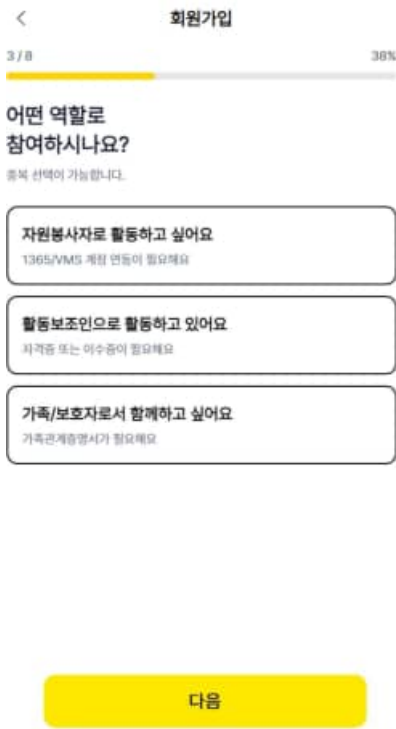 회원가입
3 / 8
38%
어떤 역할로
참여하시나요?
중복 선택이 가능합니다.
자원봉사자로 활동하고 싶어요
1365/VMS 계정 연동이 필요해요
활동보조인으로 활동하고 있어요
자격증 또는 이수증이 필요해요
가족/보호자로서 함께하고 싶어요
가족관계증명서가 필요해요
다음